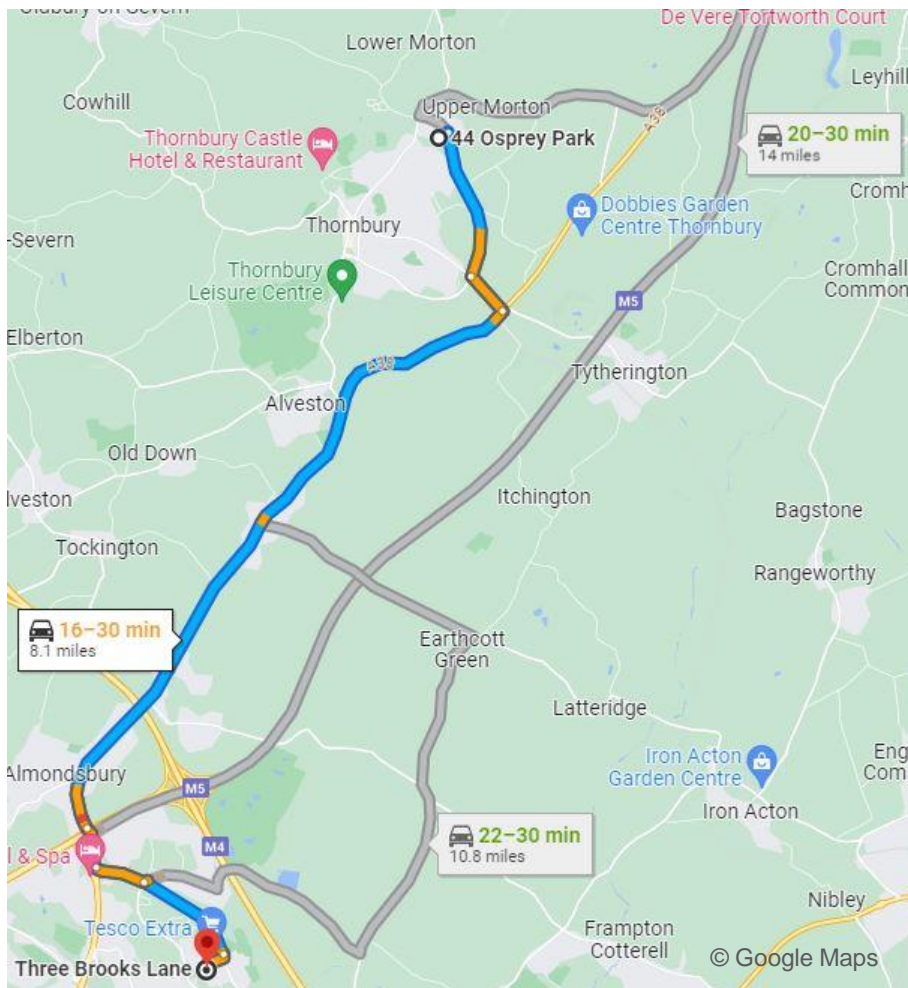 Oldbury-on-Severn
De Vere Tortworth Court
Lower Morton
Leyhill
Cowhill
Upper Morton
A38
44 Osprey Park
20–30 min
14 miles
Thornbury Castle
Hotel & Restaurant
Dobbies Garden
Centre Thornbury
Thornbury
-Severn
Thornbury
Leisure Centre
Cromhall
Common
M5
Elberton
A38
Tytherington
Alveston
Old Down
Itchington
lveston
Bagstone
Tockington
Rangeworthy
16–30 min
8.1 miles
Earthcott
Green
Latteridge
Almondsbury
Iron Acton
Garden Centre
Eng
Com
M5
Iron Acton
M4
22–30 min
10.8 miles
l & Spa
Nibley
Tesco Extra
Frampton
Cotterell
Three Brooks Lane
© Google Maps